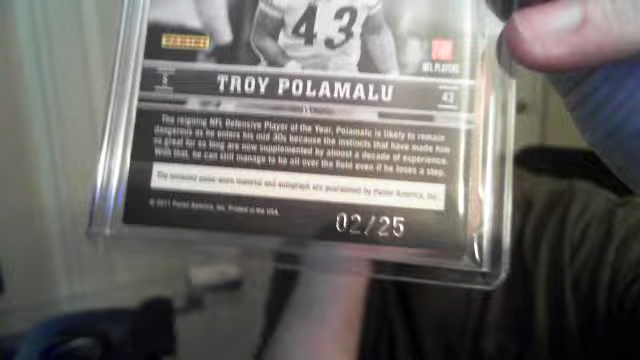 43
PANINI
NFL PLAYERS
S
TROY POLAMALU
43
The reigning NFL Defensive Player of the Year, Polamalu is likely to remain
dangerous as he enters his mid 30s because the instincts that have made him
so great for so long are now supplemented by almost a decade of experience.
With that, he can still manage to be all over the field even if he loses a step.
The enclosed game-worn material and autograph are guaranteed by Panini America, Inc.
© 2011 Panini America, Inc. Printed in the USA.
02/25